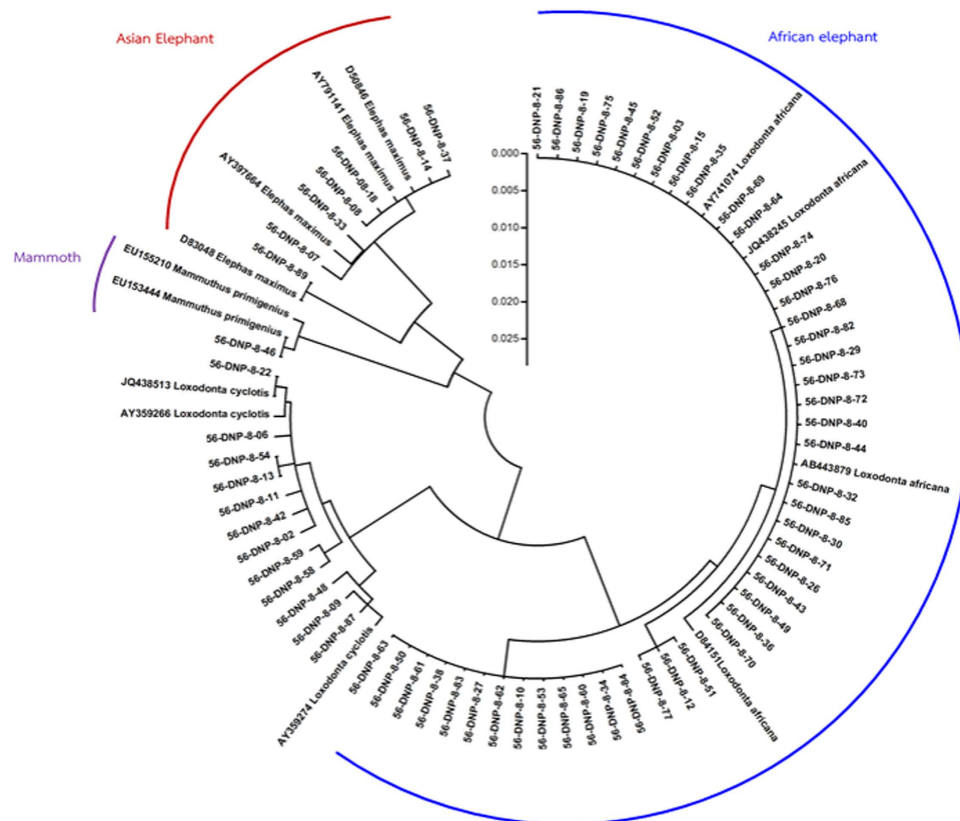 Asian Elephant
African elephant
Mammoth
0.000
0.005
0.010
0.015
0.020
0.025
56-DNP-8-21
56-DNP-8-86
56-DNP-8-19
56-DNP-8-75
56-DNP-8-45
56-DNP-8-52
56-DNP-8-03
56-DNP-8-15
56-DNP-8-35
AY741074 Loxodonta africana
56-DNP-8-69
56-DNP-8-64
JQ438245 Loxodonta africana
56-DNP-8-74
56-DNP-8-20
56-DNP-8-76
56-DNP-8-68
56-DNP-8-82
56-DNP-8-29
56-DNP-8-73
56-DNP-8-72
56-DNP-8-40
56-DNP-8-44
AB443879 Loxodonta africana
56-DNP-8-32
56-DNP-8-85
56-DNP-8-30
56-DNP-8-71
56-DNP-8-26
56-DNP-8-43
56-DNP-8-49
56-DNP-8-36
56-DNP-8-70
D84151Loxodonta africana
56-DNP-8-51
56-DNP-8-12
56-DNP-8-77
56-DNP-8-84
56-DNP-8-34
56-DNP-8-60
56-DNP-8-65
56-DNP-8-53
56-DNP-8-10
56-DNP-8-62
56-DNP-8-27
56-DNP-8-83
56-DNP-8-38
56-DNP-8-61
56-DNP-8-50
56-DNP-8-63
AY359274 Loxodonta cyclotis
56-DNP-8-87
56-DNP-8-09
56-DNP-8-48
56-DNP-8-58
56-DNP-8-59
56-DNP-8-02
56-DNP-8-42
56-DNP-8-11
56-DNP-8-13
56-DNP-8-54
56-DNP-8-06
AY359266 Loxodonta cyclotis
JQ438513 Loxodonta cyclotis
56-DNP-8-22
56-DNP-8-46
EU153444 Mammuthus primigenius
EU155210 Mammuthus primigenius
D83048 Elephas maximus
56-DNP-8-89
56-DNP-8-07
AY397664 Elephas maximus
56-DNP-8-33
56-DNP-8-08
56-DNP-08-18
AY791141 Elephas maximus
D50846 Elephas maximus
56-DNP-8-14
56-DNP-8-37